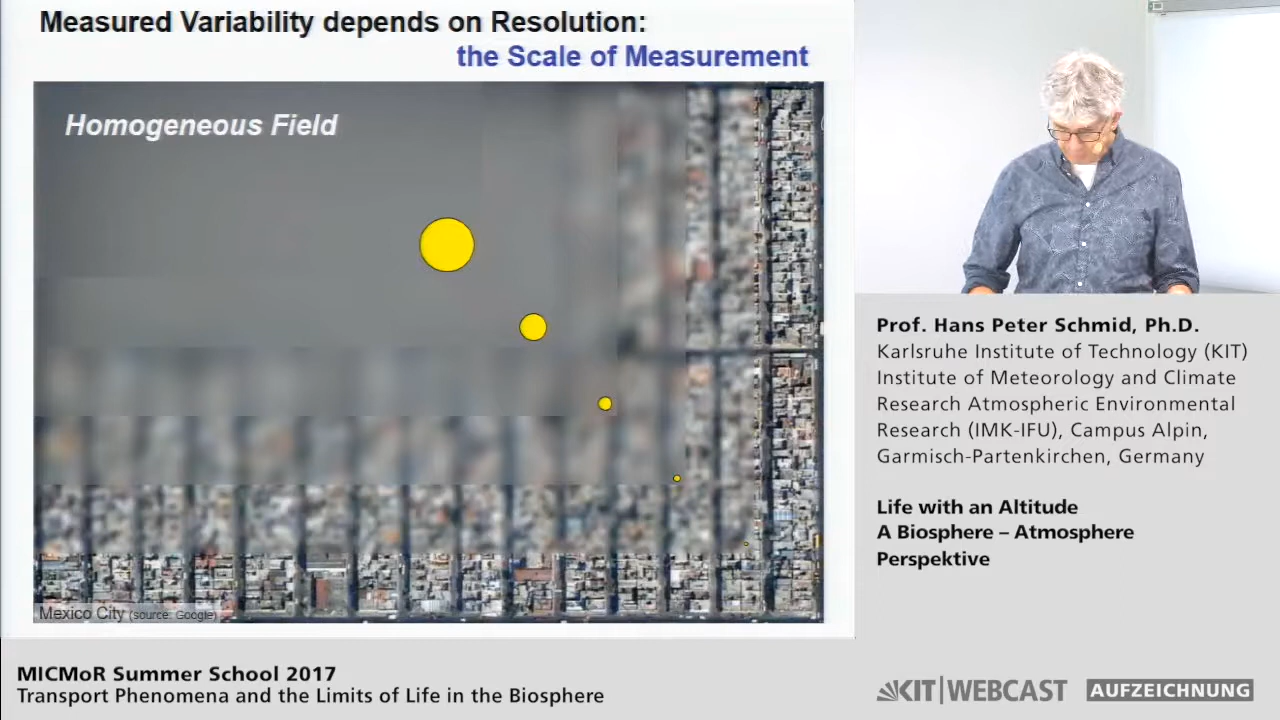 Measured Variability depends on Resolution:
the Scale of Measurement
Homogeneous Field
Mexico City (source: Google)
Prof. Hans Peter Schmid, Ph.D.
Karlsruhe Institute of Technology (KIT)
Institute of Meteorology and Climate
Research Atmospheric Environmental
Research (IMK-IFU), Campus Alpin,
Garmisch-Partenkirchen, Germany
Life with an Altitude
A Biosphere – Atmosphere
Perspektive
MICMoR Summer School 2017
Transport Phenomena and the Limits of Life in the Biosphere
KIT|WEBCAST
AUFZEICHNUNG